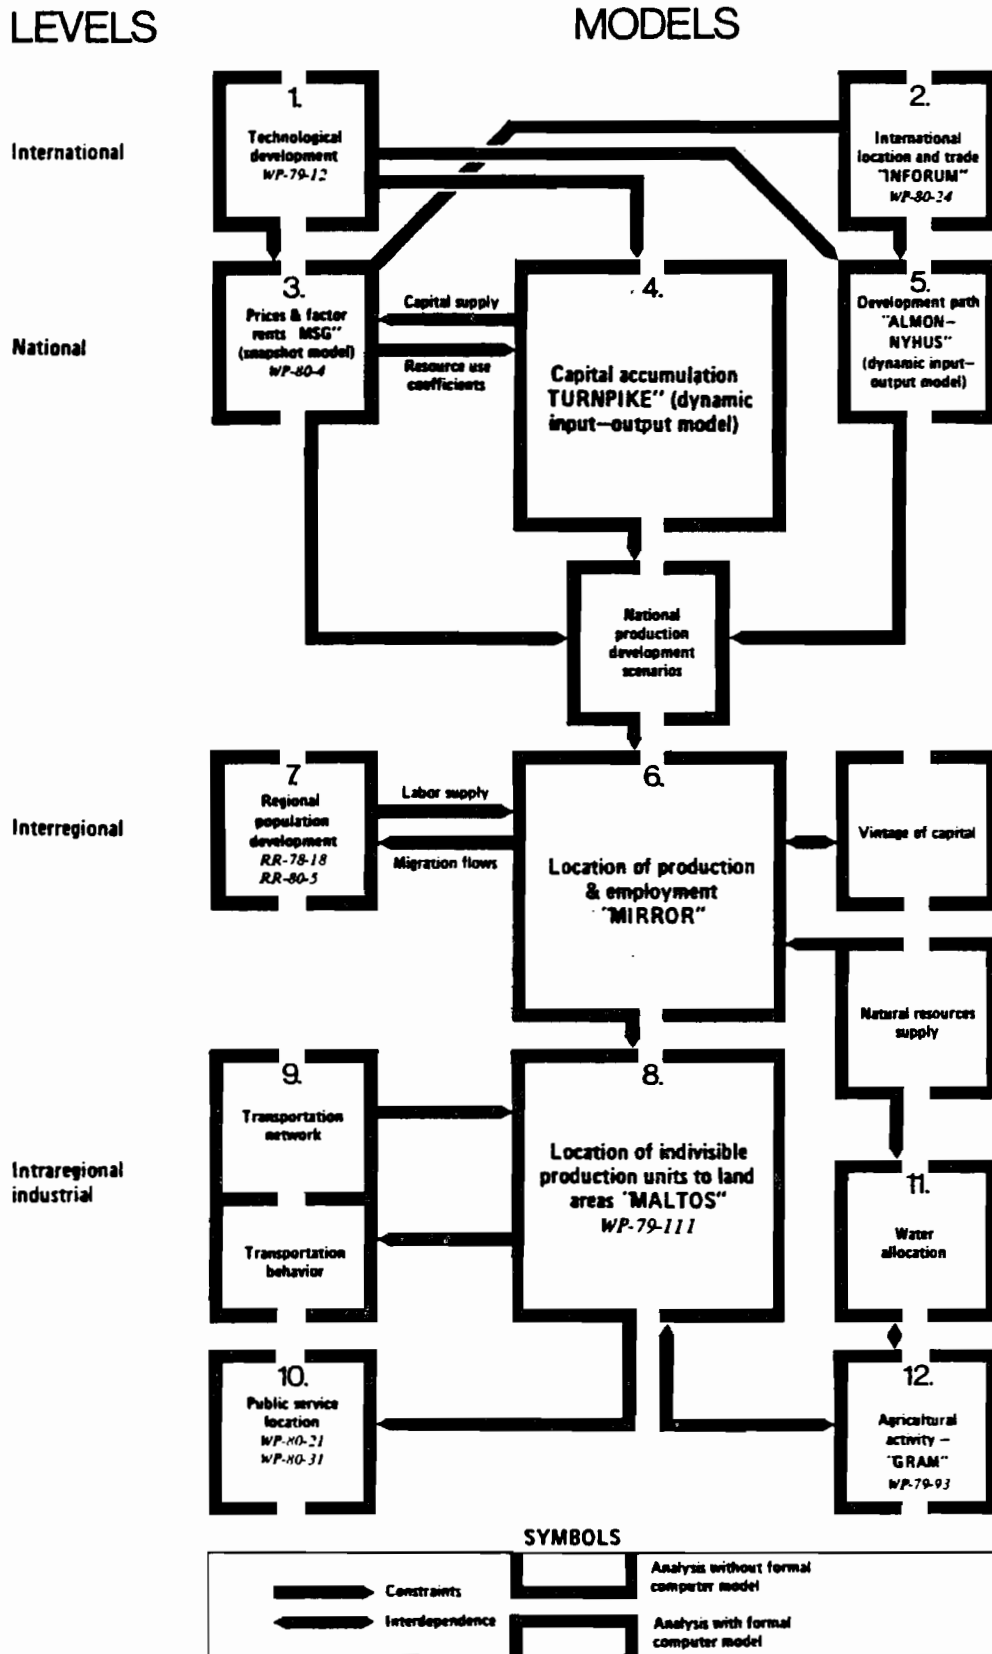 LEVELS
MODELS
International
1.
Technological
development
WP-79-12
2.
International
location and trade
"INFORUM"
WP-80-24
National
3.
Prices & factor
rents MSG"
(snapshot model)
WP-80-4
Capital supply
Resource use
coefficients
4.
Capital accumulation
TURNPIKE" (dynamic
input–output model)
5.
Development path
"ALMON–
NYHUS"
(dynamic input–
output model)
National
production
development
scenarios
Interregional
7.
Regional
population
development
RR-78-18
RR-80-5
Labor supply
Migration flows
6.
Location of production
& employment
"MIRROR"
Vintage of capital
Natural resources
supply
Intraregional
industrial
9.
Transportation
network
Transportation
behavior
8.
Location of indivisible
production units to land
areas "MALTOS"
WP-79-111
11.
Water
allocation
10.
Public service
location
WP-80-21
WP-80-31
12.
Agricultural
activity –
"GRAM"
WP-79-93
SYMBOLS
Constraints
Interdependence
Analysis without formal
computer model
Analysis with formal
computer model